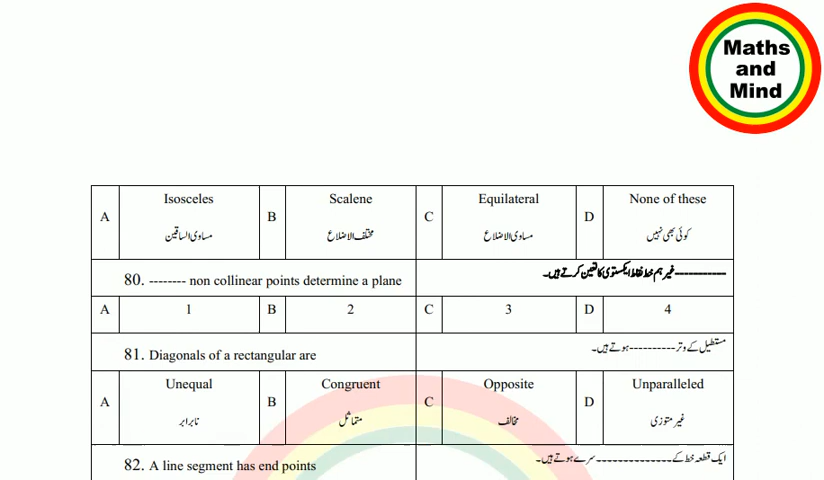 Maths
and
Mind
A Isosceles B Scalene C Equilateral D None of these
مساوی الساقین مختلف الاضلاع مساوی الاضلاع کوئی بھی نہیں
80. -------- non collinear points determine a plane
------------غیر ہم خط نقاط ایک مستوی کا تعین کرتے ہیں۔
A 1 B 2 C 3 D 4
81. Diagonals of a rectangular are
مستطیل کے وتر----------ہوتے ہیں۔
A Unequal B Congruent C Opposite D Unparalleled
نابرابر متماثل مخالف غیر متوزی
82. A line segment has end points
ایک قطعہ خط کے--------------سرے ہوتے ہیں۔